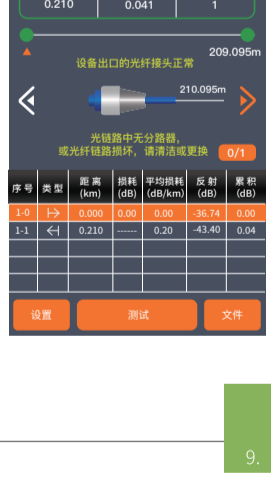 0.210 0.041 1
209.095m
设备出口的光纤接头正常
210.095m
光链路中无分路器，
或光纤链路损坏，请清洁或更换 0/1
序号 类型 距离(km) 损耗(dB) 平均损耗(dB/km) 反射(dB) 累积(dB)
1-0 0.000 0.00 0.00 -36.74 0.00
1-1 0.210 ------ 0.20 -43.40 0.04
设置 测试 文件
9.